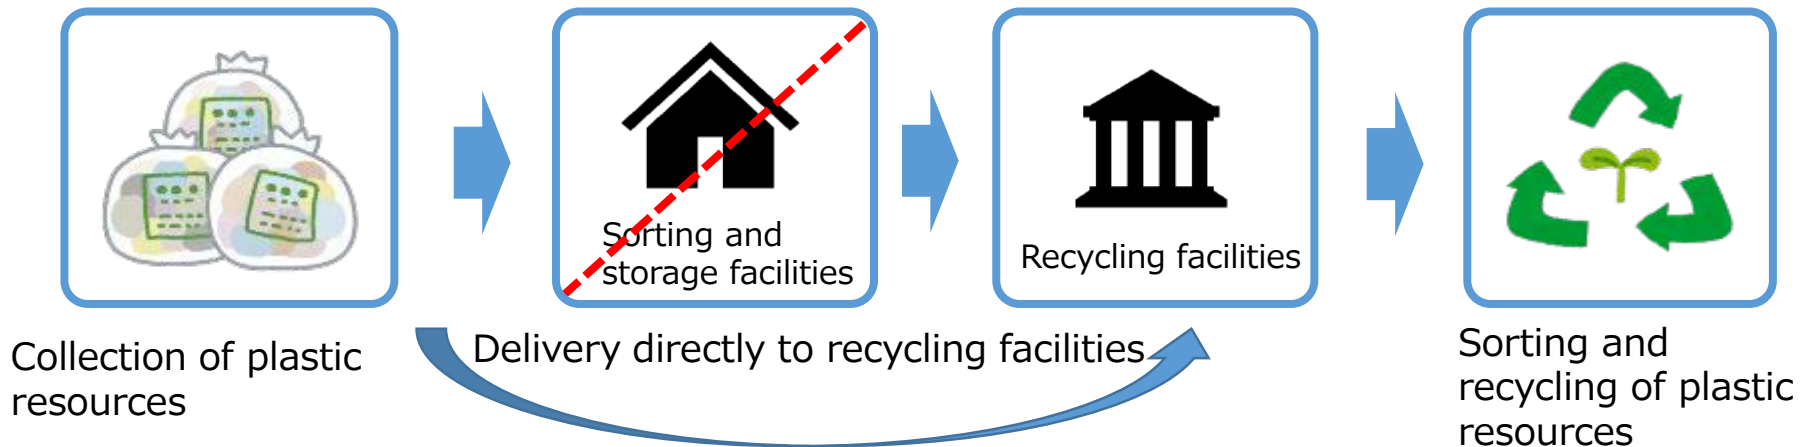 Sorting and
storage facilities
Recycling facilities
Collection of plastic
resources
Delivery directly to recycling facilities
Sorting and
recycling of plastic
resources